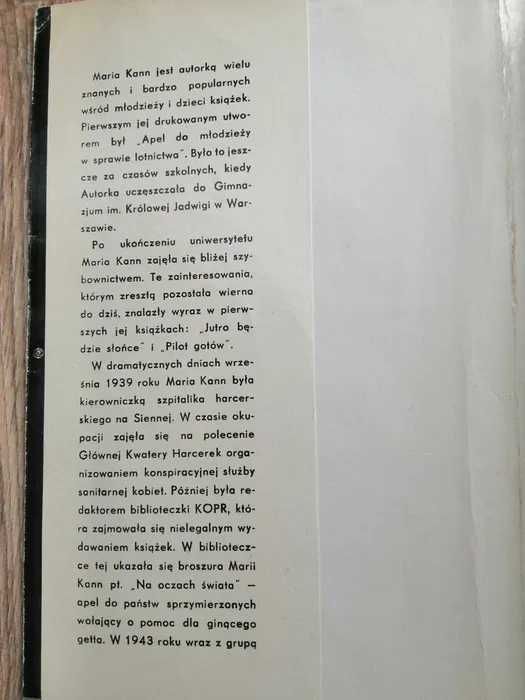 Maria Kann jest autorką wielu
znanych i bardzo popularnych
wśród młodzieży i dzieci książek.
Pierwszym jej drukowanym utwo-
rem był „Apel do młodzieży
w sprawie lotnictwa". Było to jesz-
cze za czasów szkolnych, kiedy
Autorka uczęszczała do Gimna-
zjum im. Królowej Jadwigi w War-
szawie.
Po ukończeniu uniwersytetu
Maria Kann zajęła się bliżej szy-
bownictwem. Te zainteresowania,
którym zresztą pozostała wierna
do dziś, znalazły wyraz w pierw-
szych jej książkach: „Jutro bę-
dzie słońce" i „Pilot gotów".
W dramatycznych dniach wrze-
śnia 1939 roku Maria Kann była
kierowniczką szpitalika harcer-
skiego na Siennej. W czasie oku-
pacji zajęła się na polecenie
Głównej Kwatery Harcerek orga-
nizowaniem konspiracyjnej służby
sanitarnej kobiet. Później była re-
daktorem biblioteczki KOPR, któ-
ra zajmowała się nielegalnym wy-
dawaniem książek. W bibliotecz-
ce tej ukazała się broszura Marii
Kann pt. „Na oczach świata" —
apel do państw sprzymierzonych
wołający o pomoc dla ginącego
getta. W 1943 roku wraz z grupą